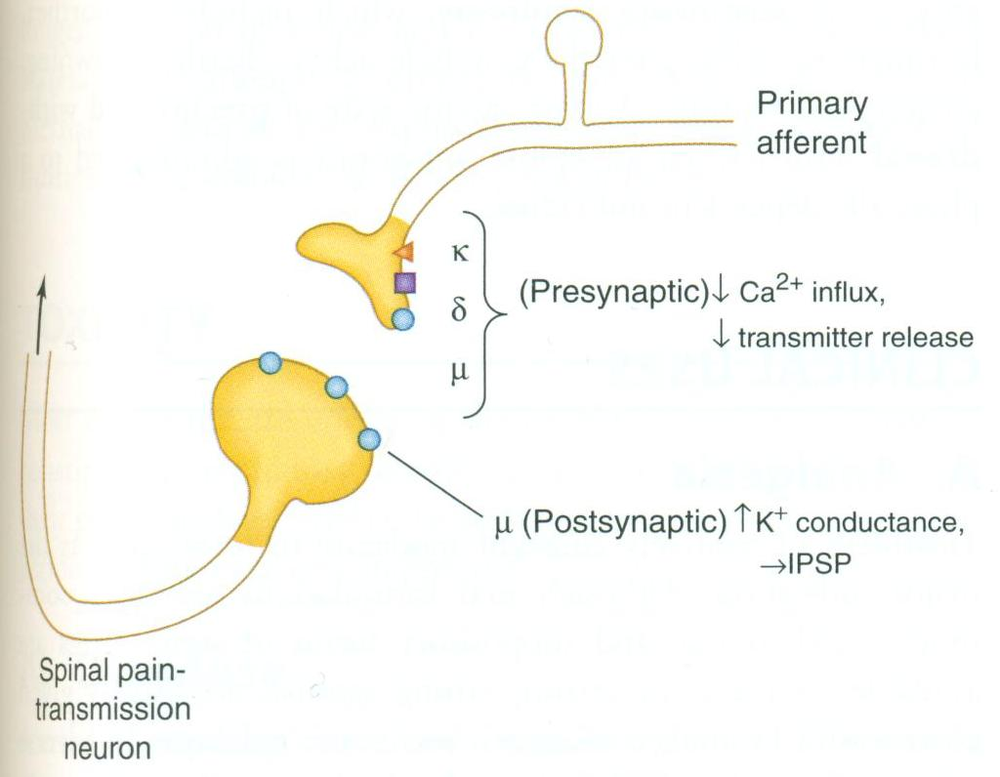 Primary
afferent
κ
δ
μ
(Presynaptic)↓ Ca²⁺ influx,
↓ transmitter release
μ (Postsynaptic) ↑K⁺ conductance,
→IPSP
Spinal pain-
transmission
neuron